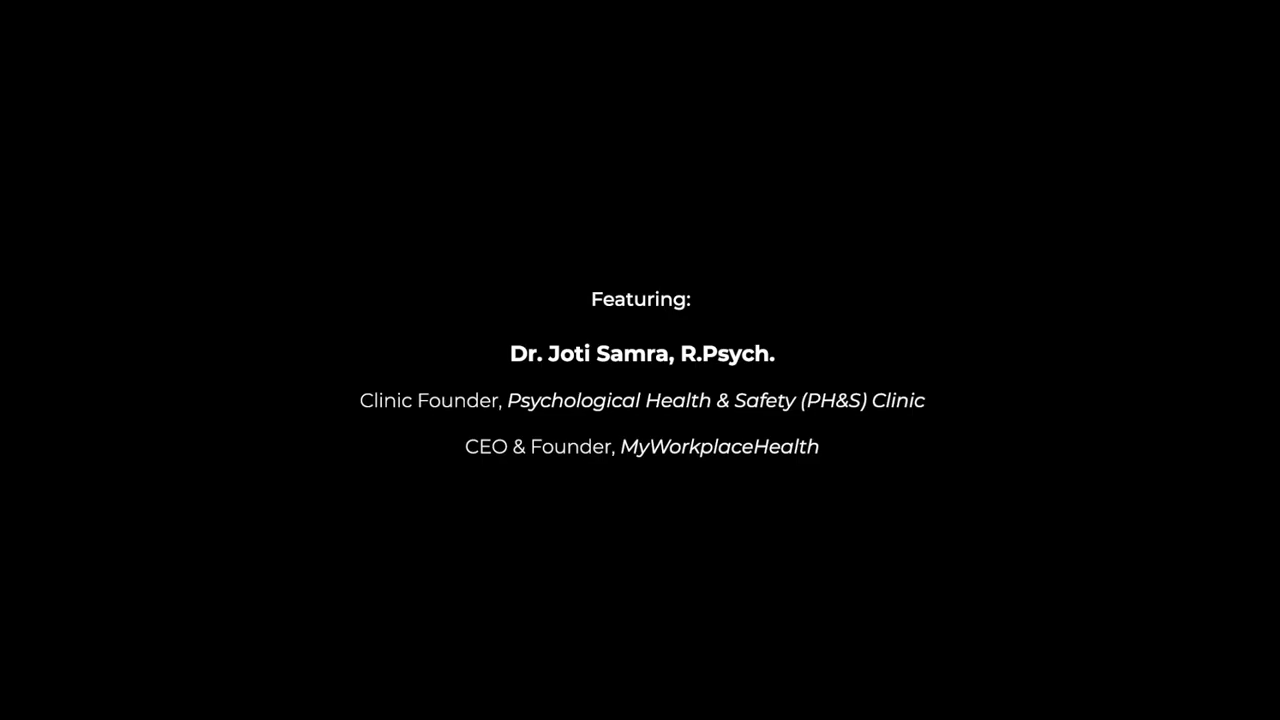 Featuring:
Dr. Joti Samra, R.Psych.
Clinic Founder, Psychological Health & Safety (PH&S) Clinic
CEO & Founder, MyWorkplaceHealth